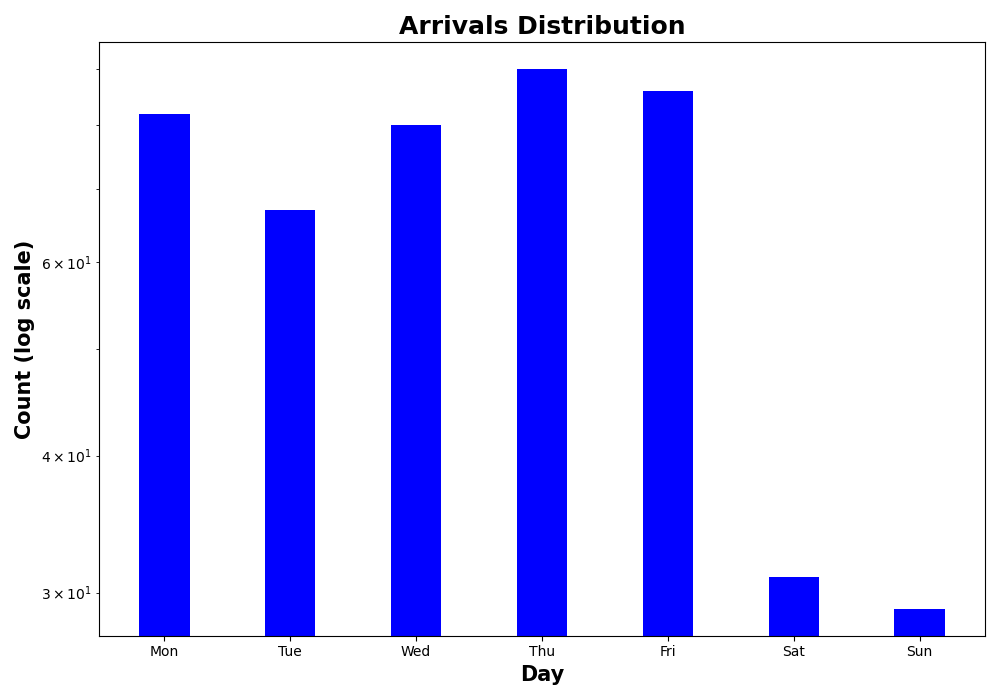 Arrivals Distribution
Count (log scale)
6 × 10¹
4 × 10¹
3 × 10¹
Mon Tue Wed Thu Fri Sat Sun
Day